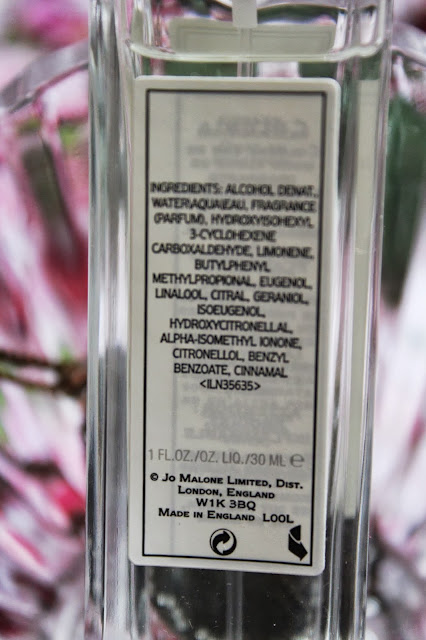 INGREDIENTS: ALCOHOL DENAT.,
WATER\AQUA\EAU, FRAGRANCE
(PARFUM), HYDROXYISOHEXYL
3-CYCLOHEXENE
CARBOXALDEHYDE, LIMONENE,
BUTYLPHENYL
METHYLPROPIONAL, EUGENOL,
LINALOOL, CITRAL, GERANIOL,
ISOEUGENOL,
HYDROXYCITRONELLAL,
ALPHA-ISOMETHYL IONONE,
CITRONELLOL, BENZYL
BENZOATE, CINNAMAL
<ILN35635>
1 FL.OZ./OZ. LIQ./30 ML ℮
© JO MALONE LIMITED, DIST.
LONDON, ENGLAND
W1K 3BQ
MADE IN ENGLAND LOOL